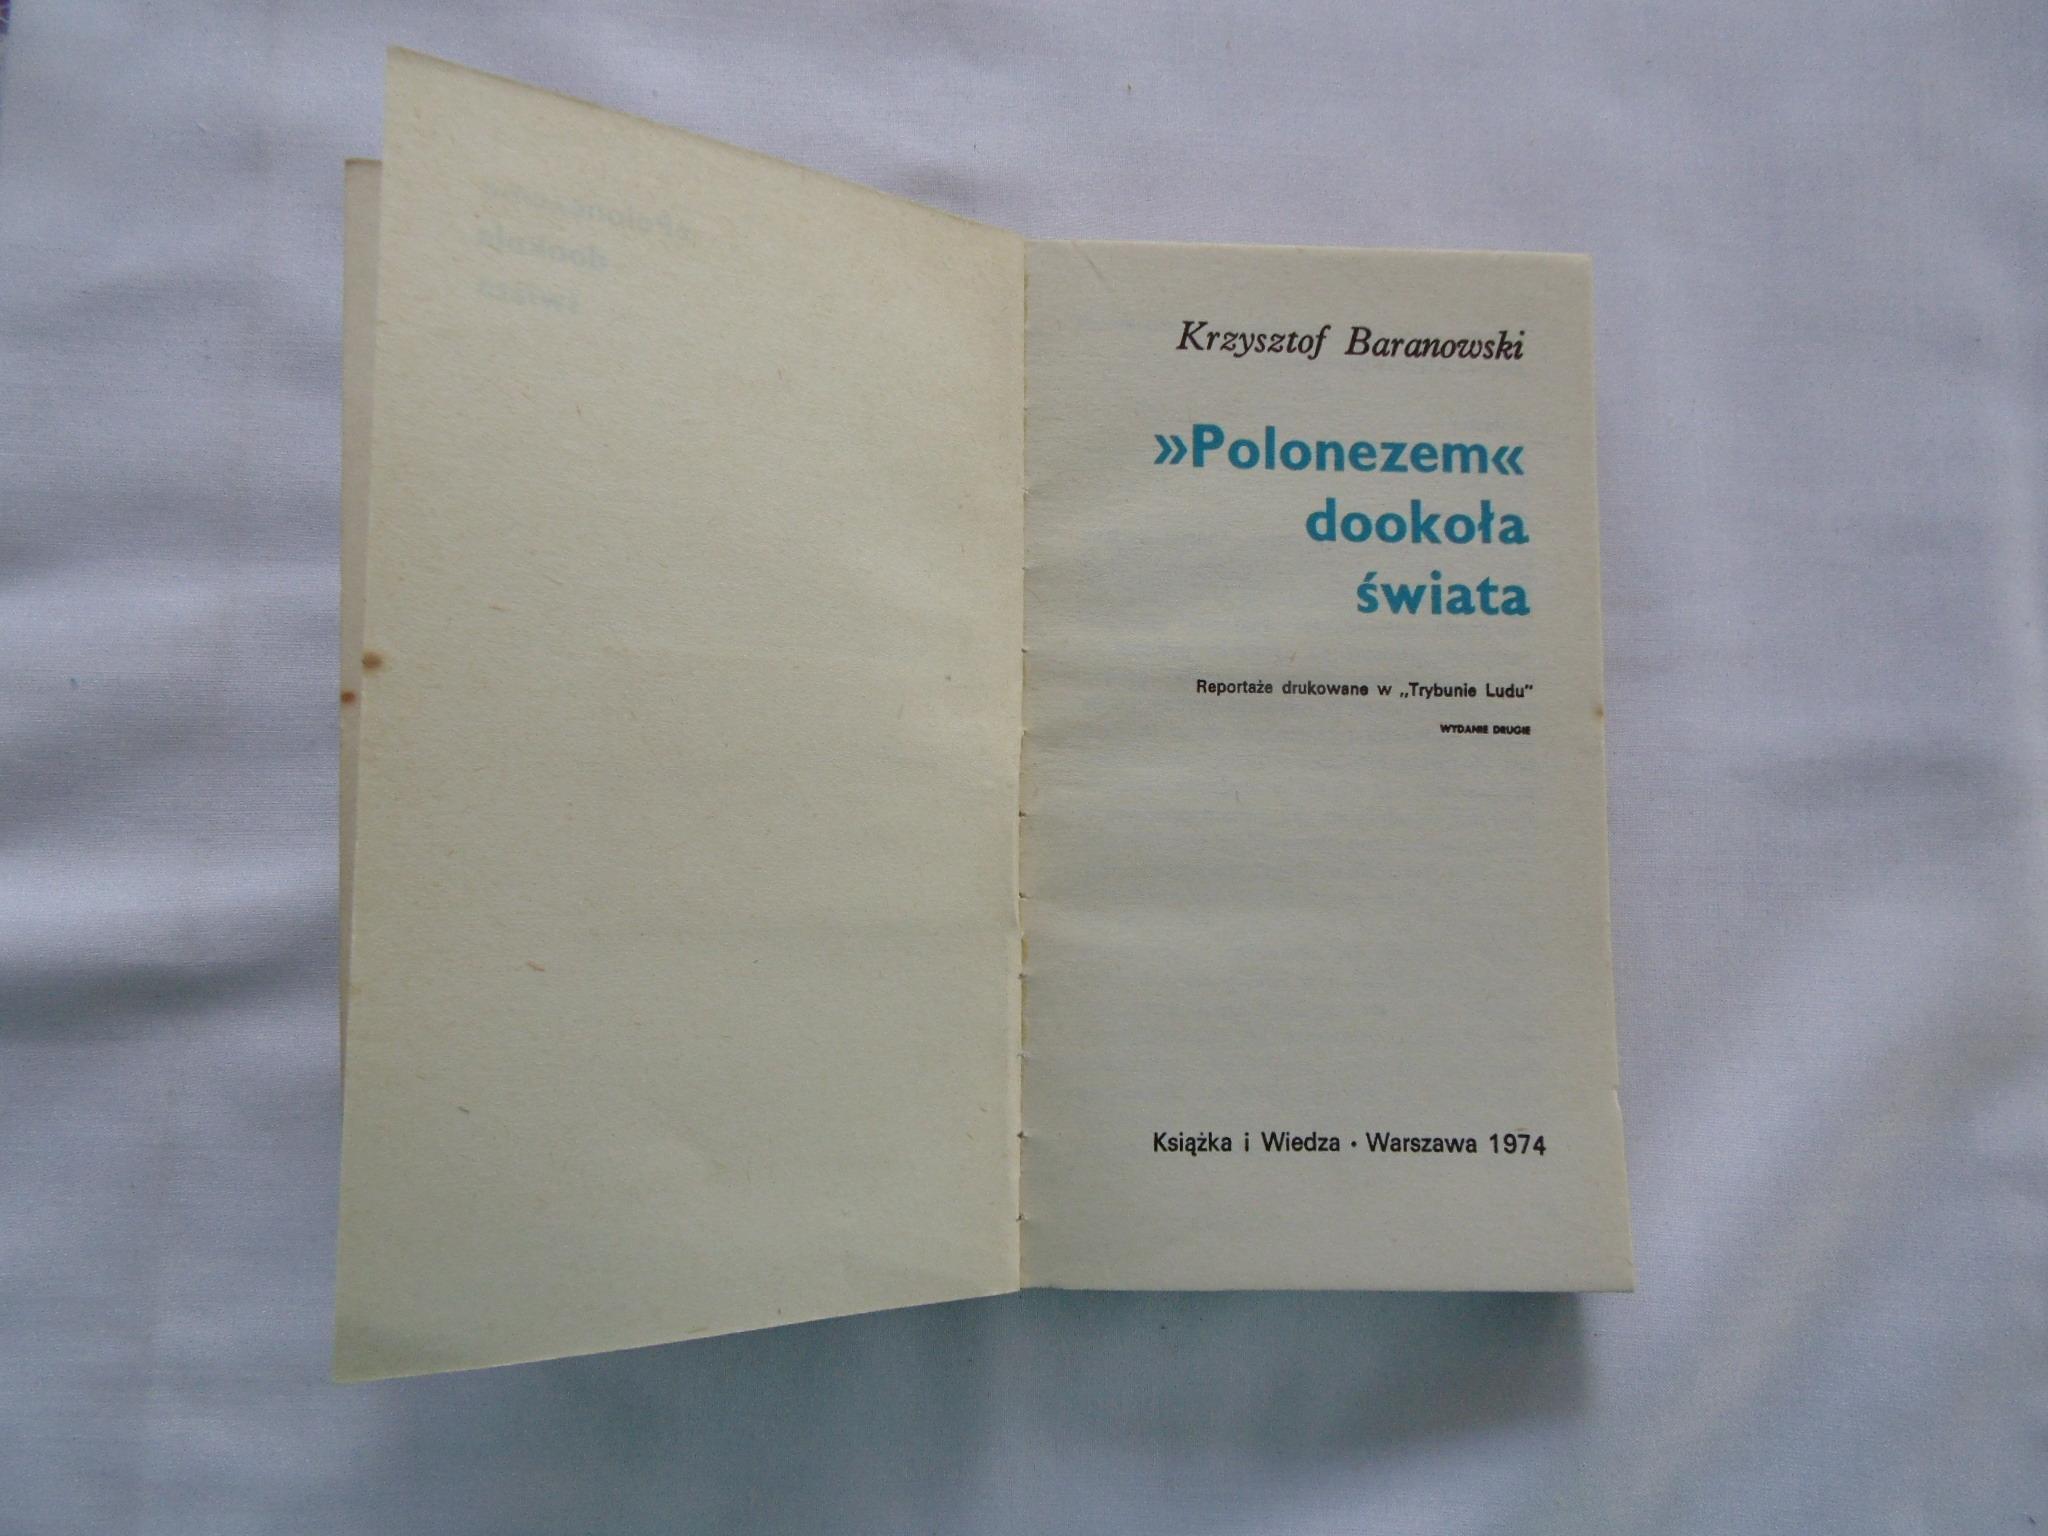 Krzysztof Baranowski
»Polonezem«
dookoła
świata
Reportaże drukowane w „Trybunie Ludu"
WYDANIE DRUGIE
Książka i Wiedza • Warszawa 1974